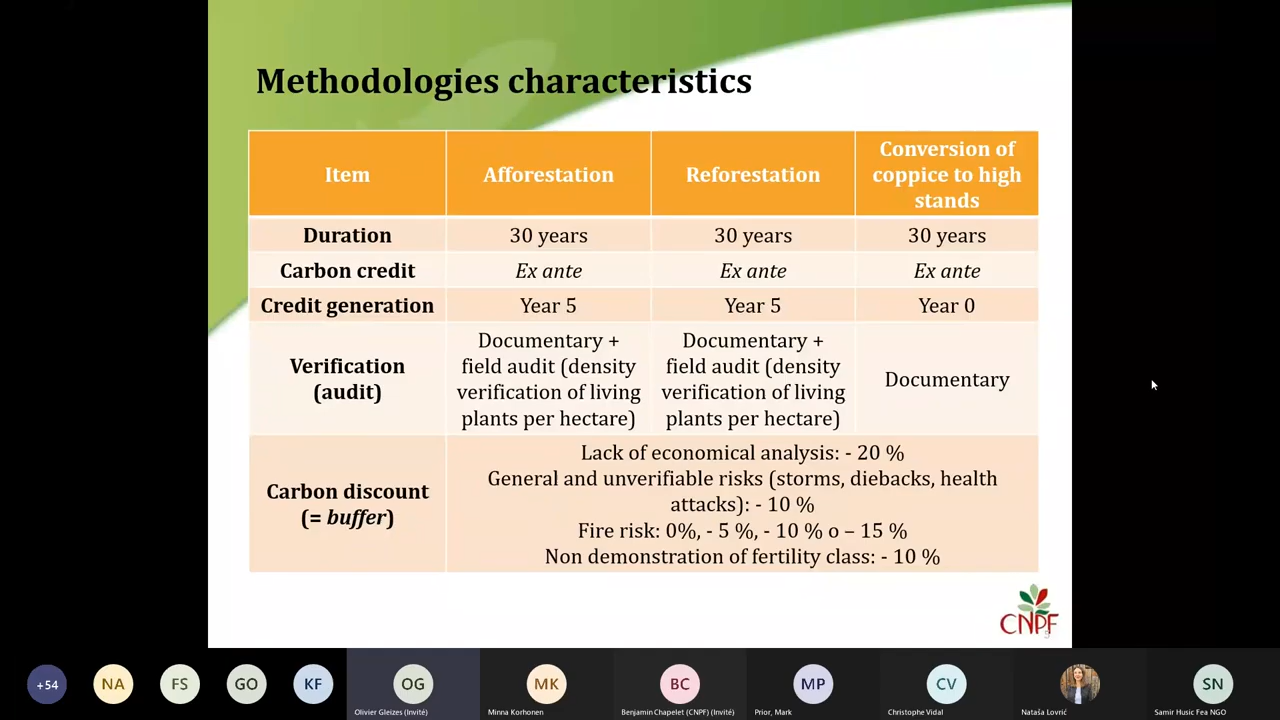 Methodologies characteristics
Item
Afforestation
Reforestation
Conversion of
coppice to high
stands
Duration
30 years
30 years
30 years
Carbon credit
Ex ante
Ex ante
Ex ante
Credit generation
Year 5
Year 5
Year 0
Verification
(audit)
Documentary +
field audit (density
verification of living
plants per hectare)
Documentary +
field audit (density
verification of living
plants per hectare)
Documentary
Carbon discount
(= buffer)
Lack of economical analysis: - 20 %
General and unverifiable risks (storms, diebacks, health
attacks): - 10 %
Fire risk: 0%, - 5 %, - 10 % o – 15 %
Non demonstration of fertility class: - 10 %
CNPF
5
+54
NA
FS
GO
KF
OG
MK
BC
MP
CV
SN
Olivier Gleizes (Invité)
Minna Korhonen
Benjamin Chapelet (CNPF) (Invité)
Prior, Mark
Christophe Vidal
Nataša Lovrić
Samir Husic Fea NGO